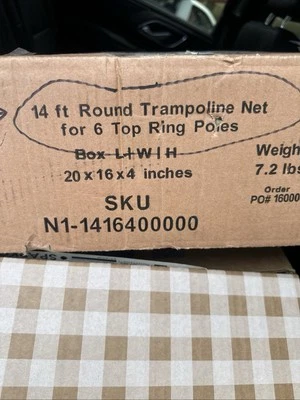 14 ft Round Trampoline Net
for 6 Top Ring Poles
Box L|W|H
20 x 16 x 4 inches
Weigh
7.2 lbs
SKU
N1-1416400000
Order
PO# 16000